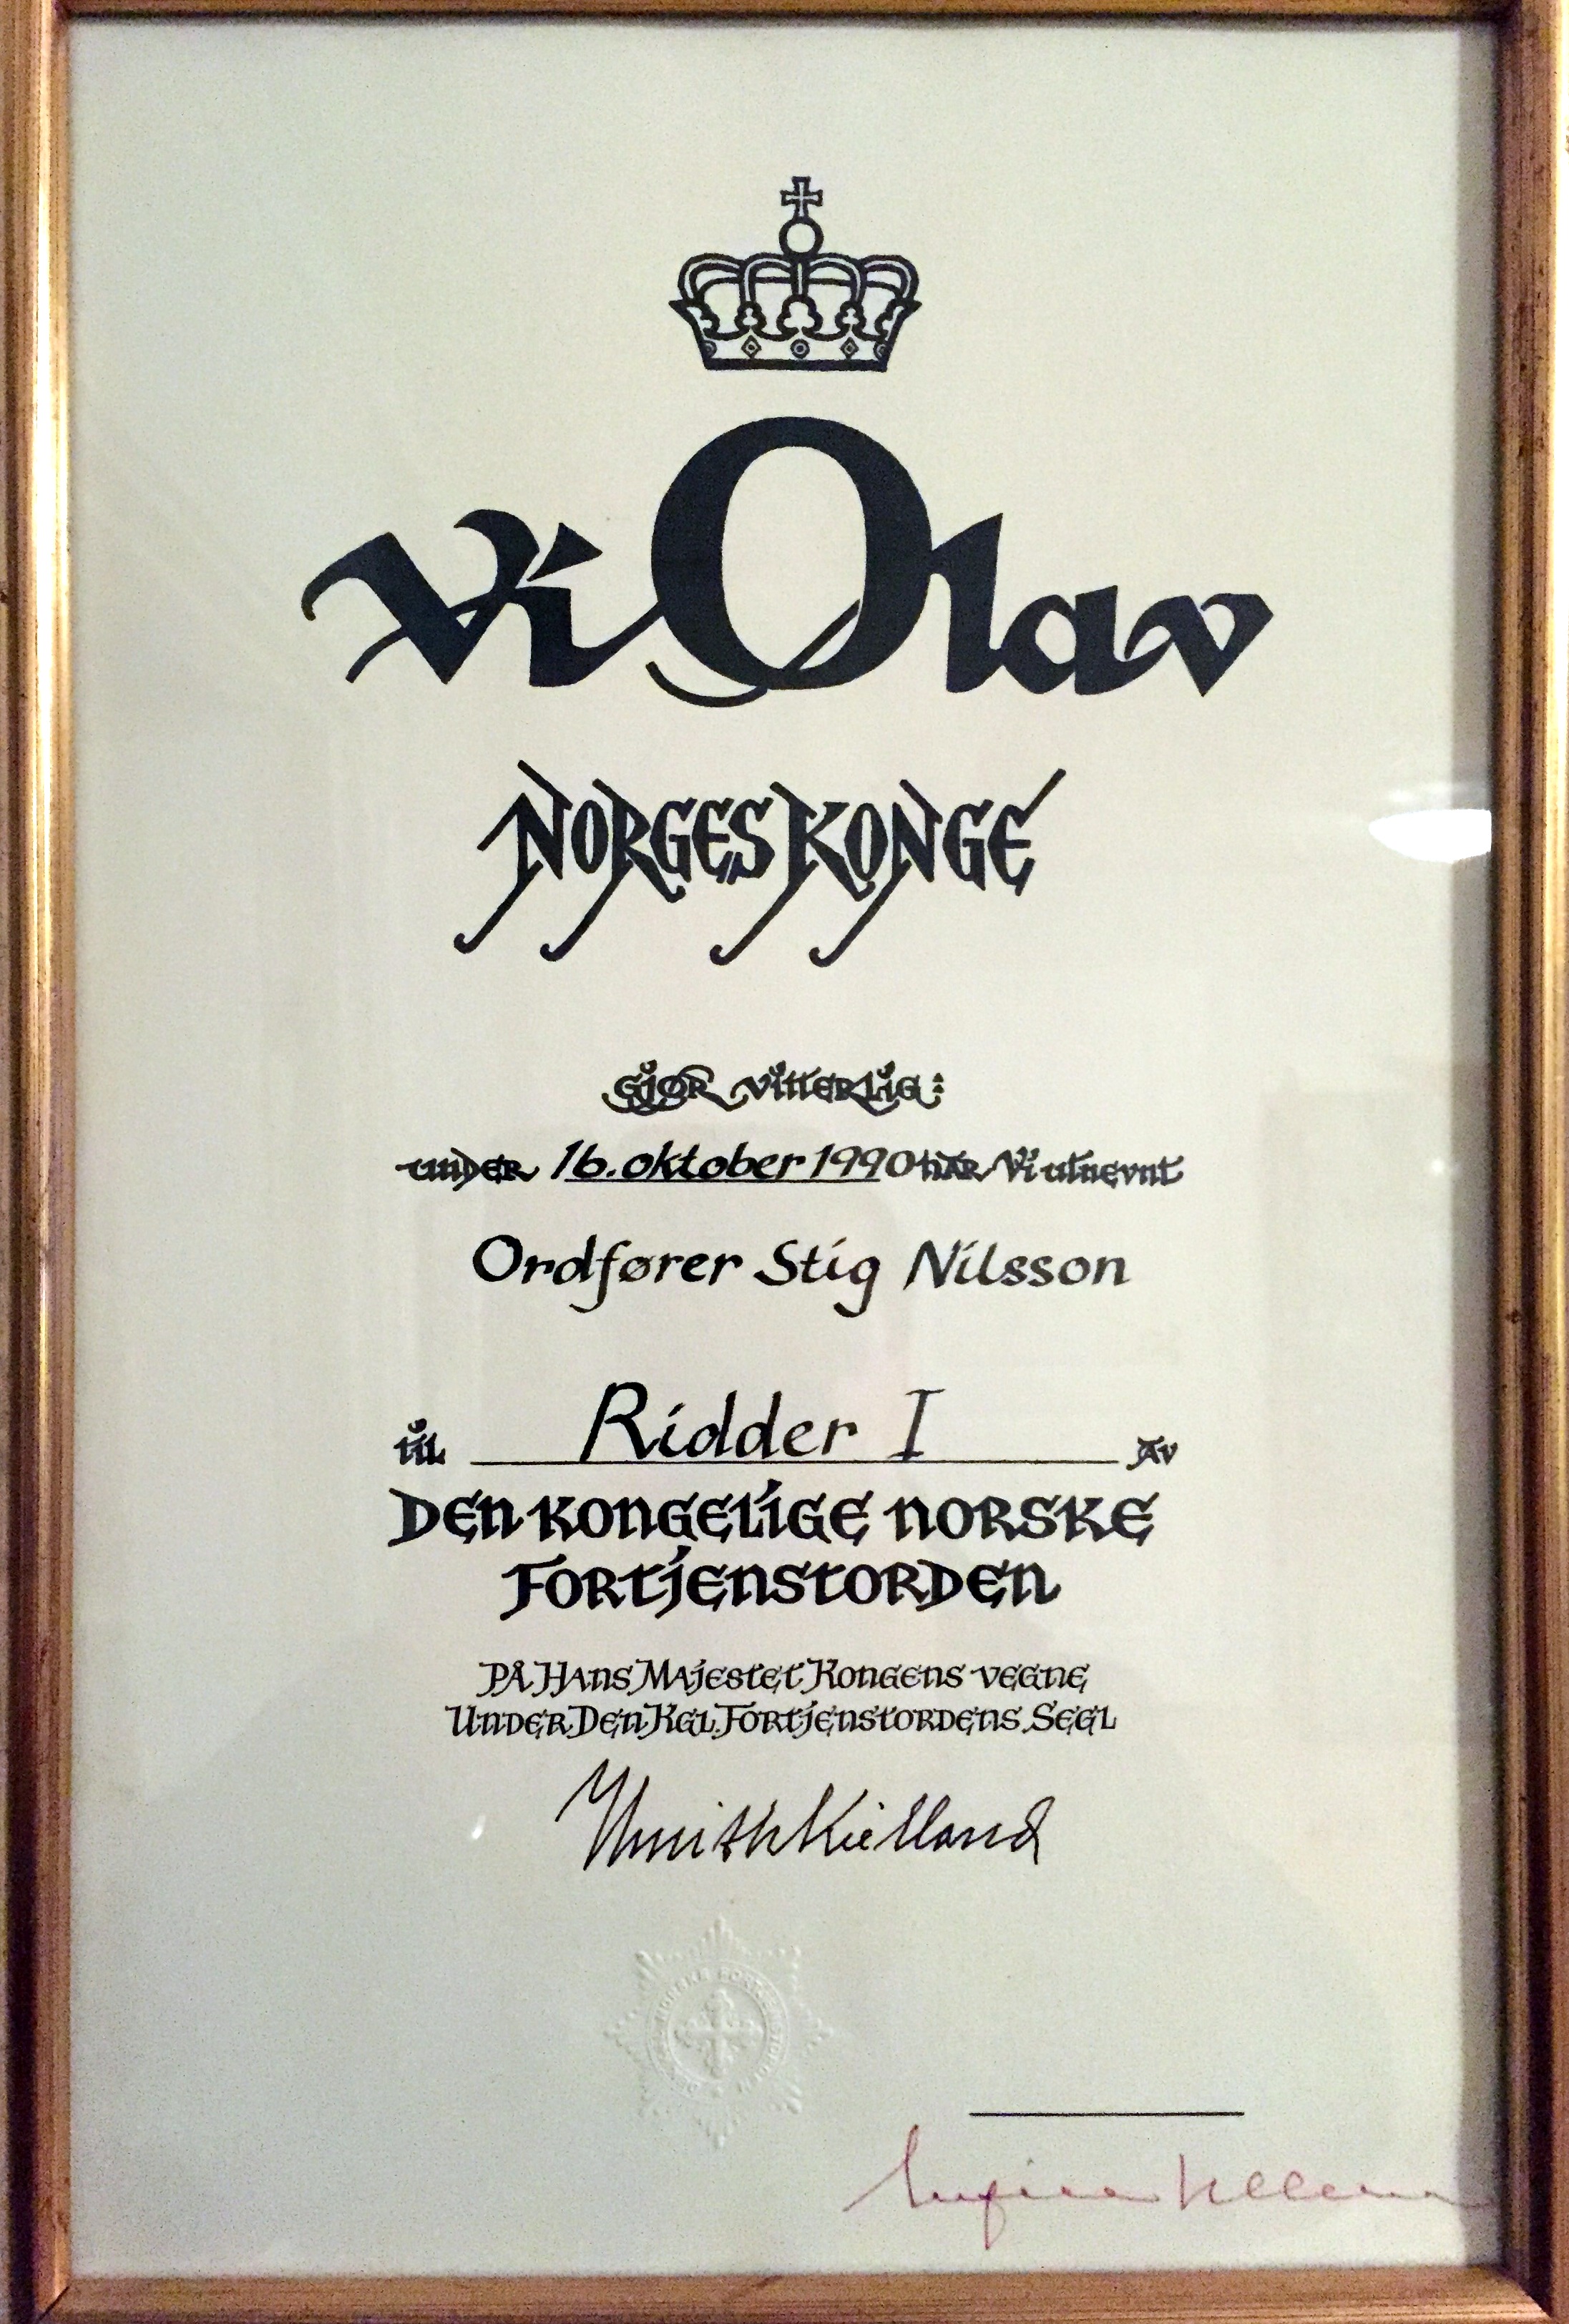 Vi Olav
NORGES KONGE
GJØR VITTERLIG:
UNDER 16. oktober 1990 HAR Vi utnevnt
Ordfører Stig Nilsson
til Ridder I AV
DEN KONGELIGE NORSKE
FORTJENSTORDEN
PÅ HANS MAJESTET KONGENS VEGNE
UNDER DEN KGL. FORTJENSTORDENS SEGL